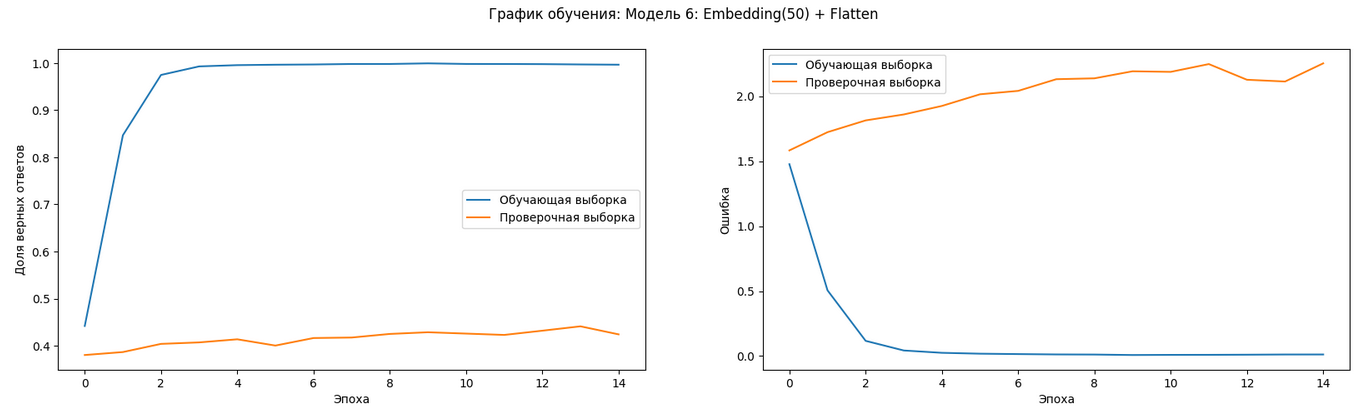 График обучения: Модель 6: Embedding(50) + Flatten
Доля верных ответов
1.0
0.9
0.8
0.7
0.6
0.5
0.4
0 2 4 6 8 10 12 14
Эпоха
Обучающая выборка
Проверочная выборка
Ошибка
2.0
1.5
1.0
0.5
0.0
0 2 4 6 8 10 12 14
Эпоха
Обучающая выборка
Проверочная выборка